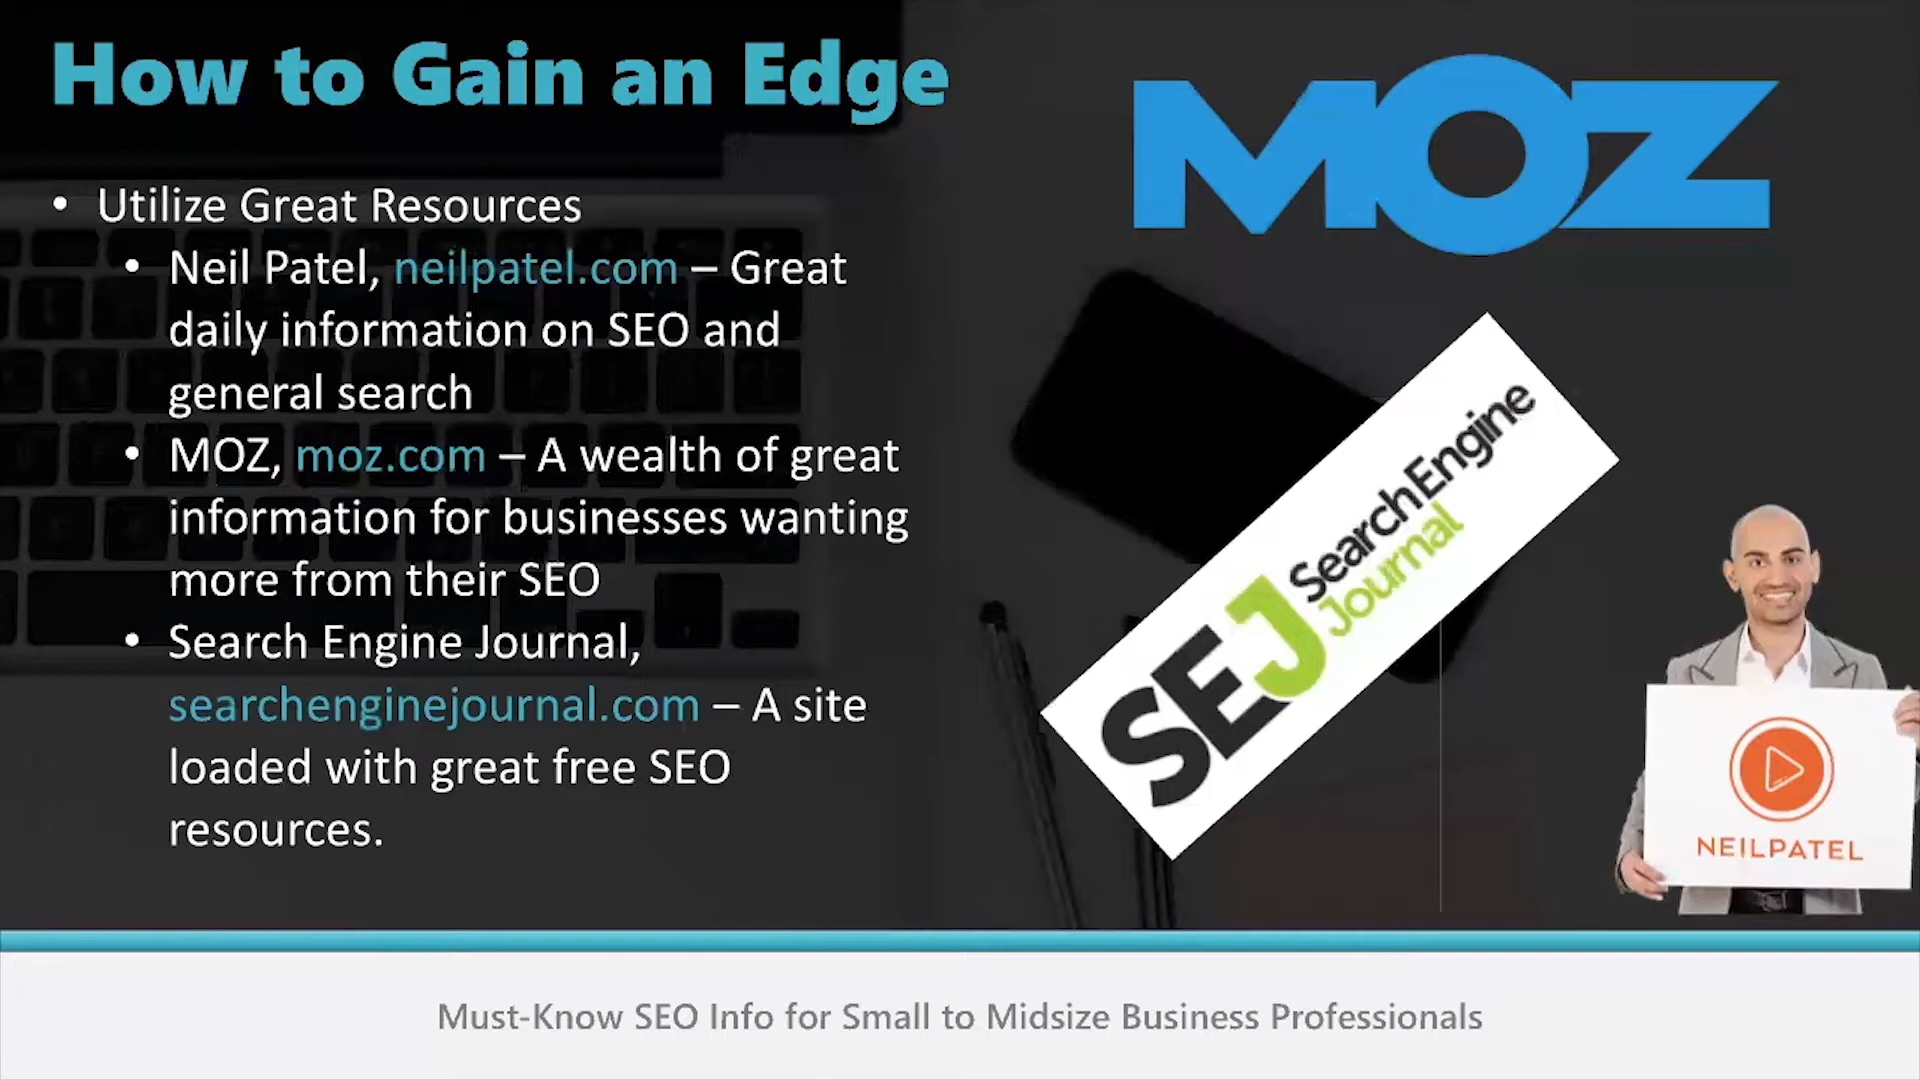 How to Gain an Edge
MOZ
• Utilize Great Resources
• Neil Patel, neilpatel.com – Great
daily information on SEO and
general search
• MOZ, moz.com – A wealth of great
information for businesses wanting
more from their SEO
• Search Engine Journal,
searchenginejournal.com – A site
loaded with great free SEO
resources.
SEJ
SearchEngine
Journal
NEILPATEL
Must-Know SEO Info for Small to Midsize Business Professionals